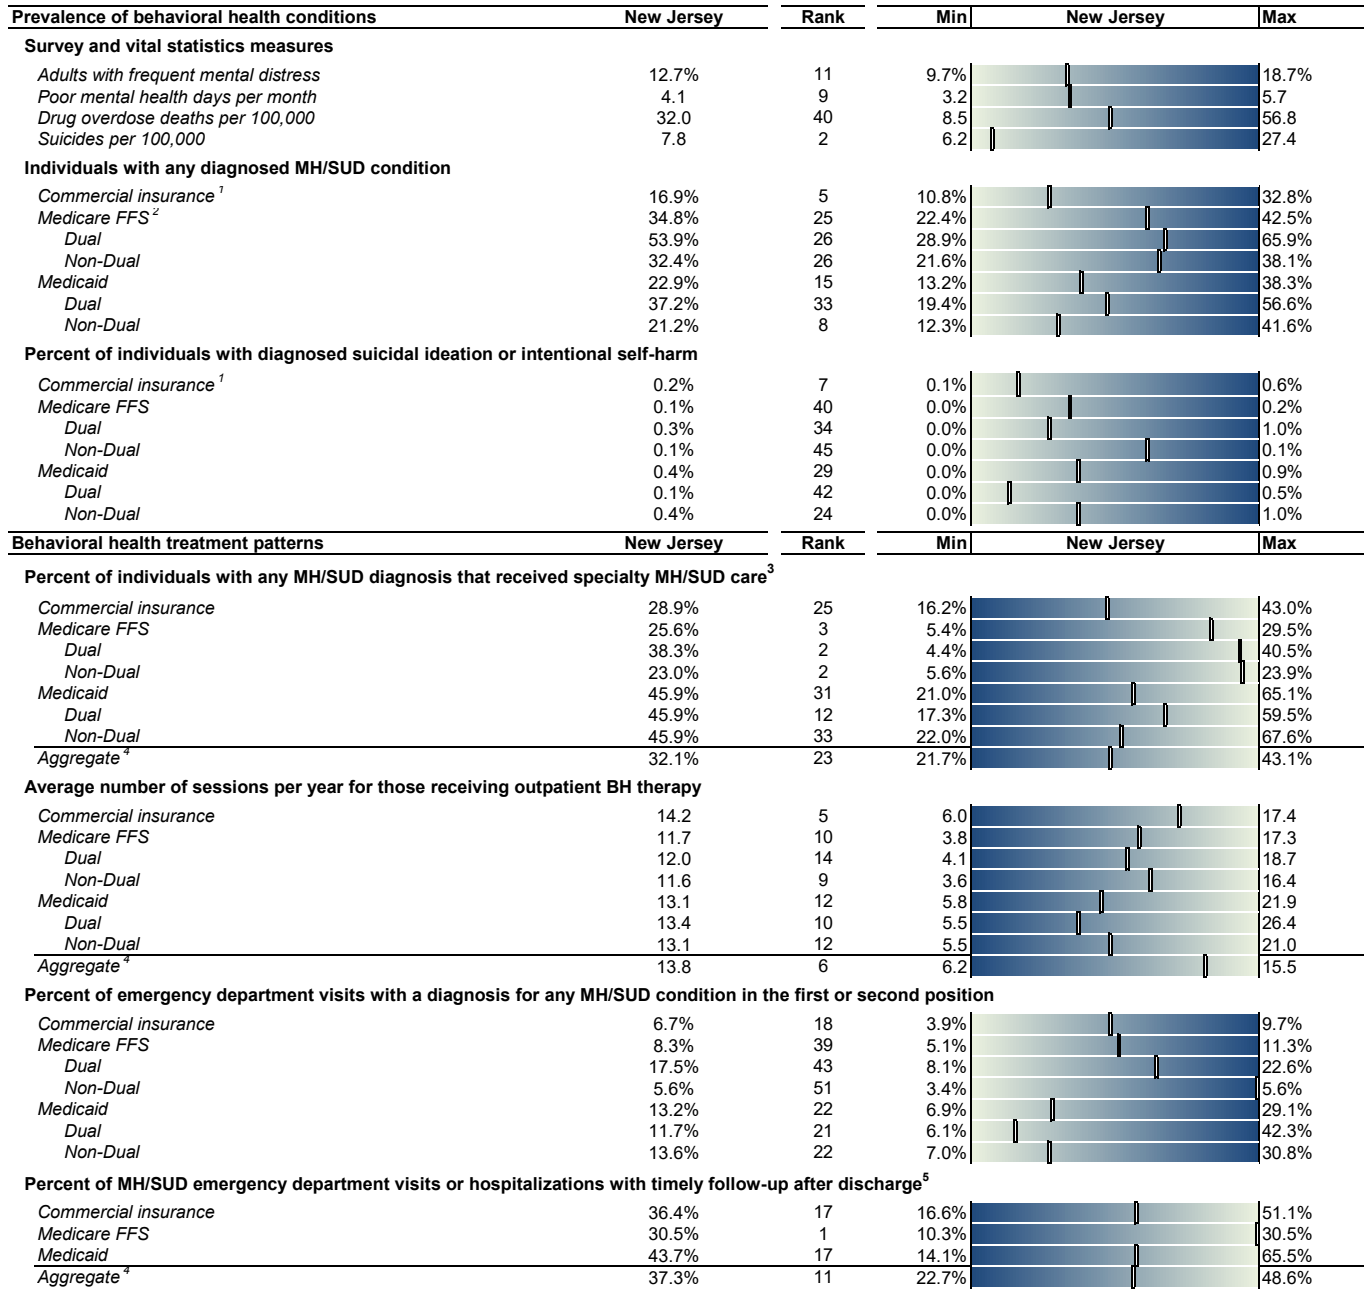 Prevalence of behavioral health conditions New Jersey Rank Min New Jersey Max
Survey and vital statistics measures
Adults with frequent mental distress 12.7% 11 9.7% 18.7%
Poor mental health days per month 4.1 9 3.2 5.7
Drug overdose deaths per 100,000 32.0 40 8.5 56.8
Suicides per 100,000 7.8 2 6.2 27.4
Individuals with any diagnosed MH/SUD condition
Commercial insurance 1 16.9% 5 10.8% 32.8%
Medicare FFS 2 34.8% 25 22.4% 42.5%
Dual 53.9% 26 28.9% 65.9%
Non-Dual 32.4% 26 21.6% 38.1%
Medicaid 22.9% 15 13.2% 38.3%
Dual 37.2% 33 19.4% 56.6%
Non-Dual 21.2% 8 12.3% 41.6%
Percent of individuals with diagnosed suicidal ideation or intentional self-harm
Commercial insurance 1 0.2% 7 0.1% 0.6%
Medicare FFS 0.1% 40 0.0% 0.2%
Dual 0.3% 34 0.0% 1.0%
Non-Dual 0.1% 45 0.0% 0.1%
Medicaid 0.4% 29 0.0% 0.9%
Dual 0.1% 42 0.0% 0.5%
Non-Dual 0.4% 24 0.0% 1.0%
Behavioral health treatment patterns New Jersey Rank Min New Jersey Max
Percent of individuals with any MH/SUD diagnosis that received specialty MH/SUD care3
Commercial insurance 28.9% 25 16.2% 43.0%
Medicare FFS 25.6% 3 5.4% 29.5%
Dual 38.3% 2 4.4% 40.5%
Non-Dual 23.0% 2 5.6% 23.9%
Medicaid 45.9% 31 21.0% 65.1%
Dual 45.9% 12 17.3% 59.5%
Non-Dual 45.9% 33 22.0% 67.6%
Aggregate 4 32.1% 23 21.7% 43.1%
Average number of sessions per year for those receiving outpatient BH therapy
Commercial insurance 14.2 5 6.0 17.4
Medicare FFS 11.7 10 3.8 17.3
Dual 12.0 14 4.1 18.7
Non-Dual 11.6 9 3.6 16.4
Medicaid 13.1 12 5.8 21.9
Dual 13.4 10 5.5 26.4
Non-Dual 13.1 12 5.5 21.0
Aggregate 4 13.8 6 6.2 15.5
Percent of emergency department visits with a diagnosis for any MH/SUD condition in the first or second position
Commercial insurance 6.7% 18 3.9% 9.7%
Medicare FFS 8.3% 39 5.1% 11.3%
Dual 17.5% 43 8.1% 22.6%
Non-Dual 5.6% 51 3.4% 5.6%
Medicaid 13.2% 22 6.9% 29.1%
Dual 11.7% 21 6.1% 42.3%
Non-Dual 13.6% 22 7.0% 30.8%
Percent of MH/SUD emergency department visits or hospitalizations with timely follow-up after discharge5
Commercial insurance 36.4% 17 16.6% 51.1%
Medicare FFS 30.5% 1 10.3% 30.5%
Medicaid 43.7% 17 14.1% 65.5%
Aggregate 4 37.3% 11 22.7% 48.6%